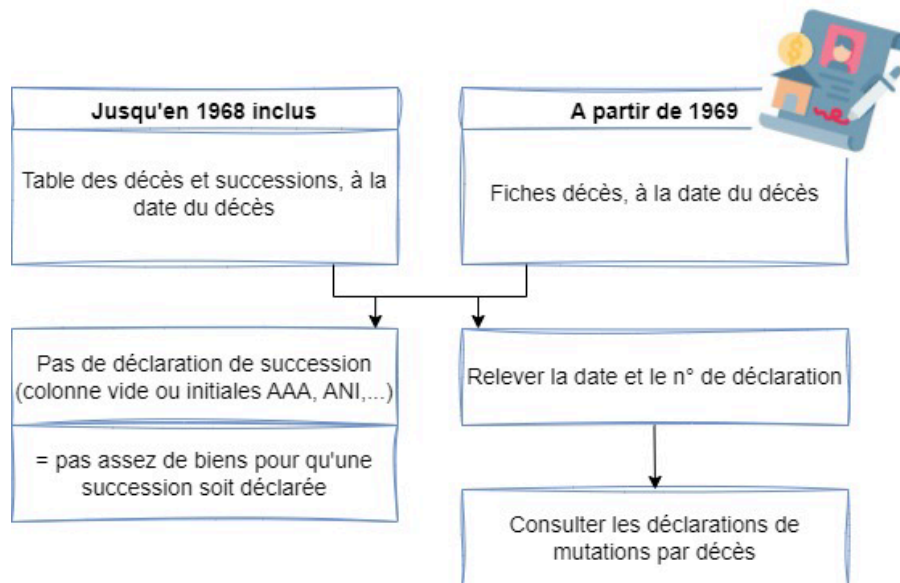 Jusqu'en 1968 inclus
Table des décès et successions, à la
date du décès
A partir de 1969
Fiches décès, à la date du décès
Pas de déclaration de succession
(colonne vide ou initiales AAA, ANI,...)
= pas assez de biens pour qu'une
succession soit déclarée
Relever la date et le n° de déclaration
Consulter les déclarations de
mutations par décès